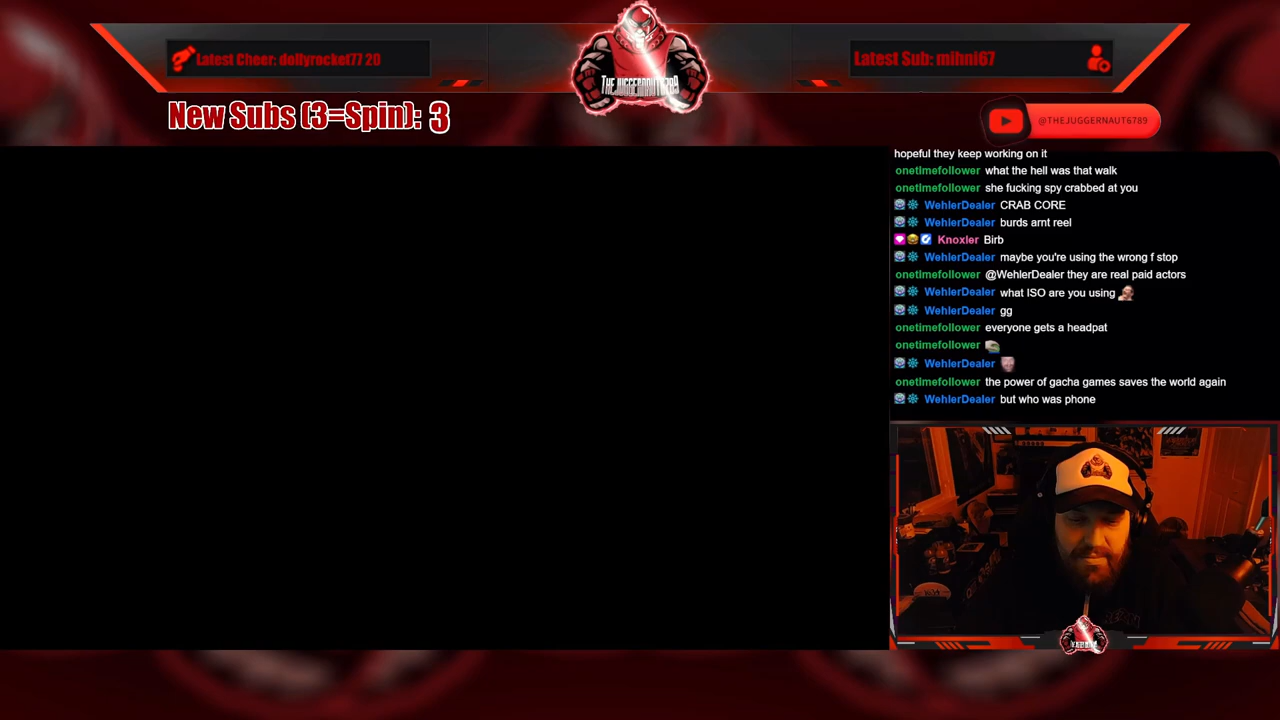 Latest Cheer: dollyrocket77 20
THEJUGGERNAUT6789
Latest Sub: mihni67
New Subs (3=Spin): 3
@THEJUGGERNAUT6789
hopeful they keep working on it
onetimefollower what the hell was that walk
onetimefollower she fucking spy crabbed at you
WehlerDealer CRAB CORE
WehlerDealer burds arnt reel
Knoxler Birb
WehlerDealer maybe you're using the wrong f stop
onetimefollower @WehlerDealer they are real paid actors
WehlerDealer what ISO are you using
WehlerDealer gg
onetimefollower everyone gets a headpat
onetimefollower
WehlerDealer
onetimefollower the power of gacha games saves the world again
WehlerDealer but who was phone